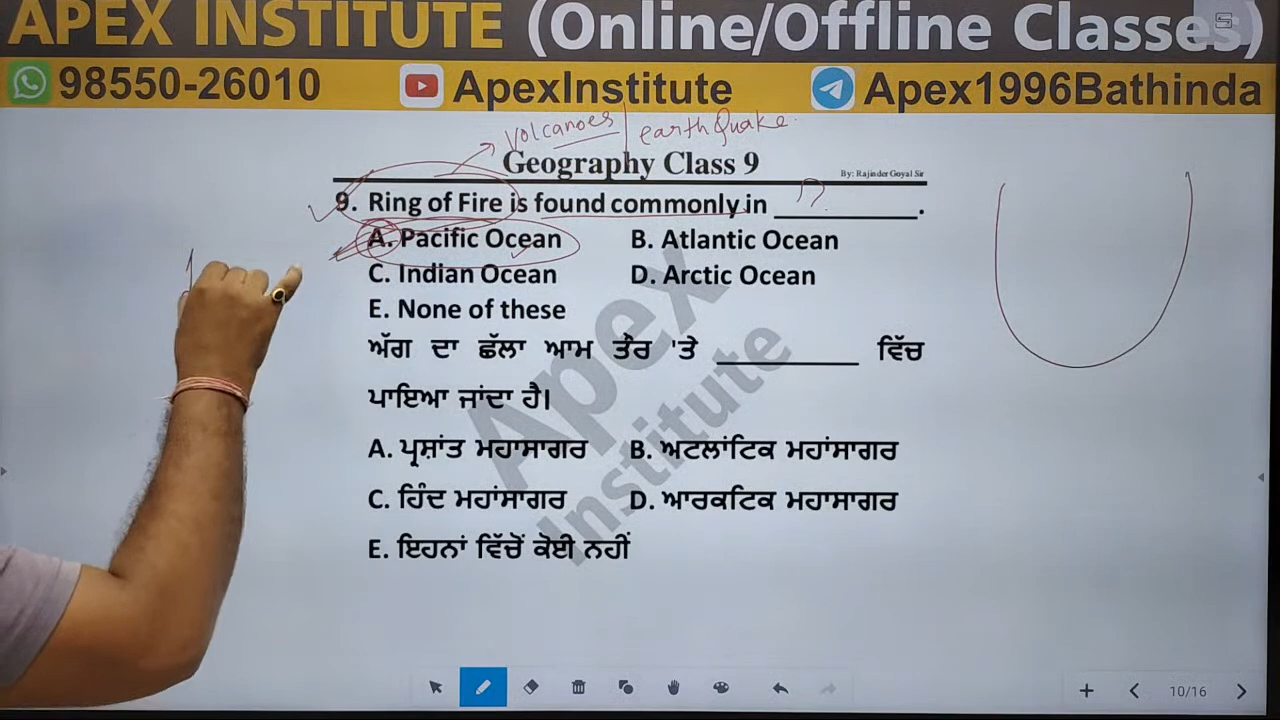 APEX INSTITUTE (Online/Offline Classes)
98550-26010 ApexInstitute Apex1996Bathinda
volcanoes | earthQuake
Geography Class 9
By: Rajinder Goyal Sir
9. Ring of Fire is found commonly in __________.
A. Pacific Ocean B. Atlantic Ocean
C. Indian Ocean D. Arctic Ocean
E. None of these
ਅੱਗ ਦਾ ਛੱਲਾ ਆਮ ਤੌਰ 'ਤੇ __________ ਵਿੱਚ
ਪਾਇਆ ਜਾਂਦਾ ਹੈ।
A. ਪ੍ਰਸ਼ਾਂਤ ਮਹਾਸਾਗਰ B. ਅਟਲਾਂਟਿਕ ਮਹਾਂਸਾਗਰ
C. ਹਿੰਦ ਮਹਾਂਸਾਗਰ D. ਆਰਕਟਿਕ ਮਹਾਸਾਗਰ
E. ਇਹਨਾਂ ਵਿੱਚੋਂ ਕੋਈ ਨਹੀਂ
Apex
Institute
10/16